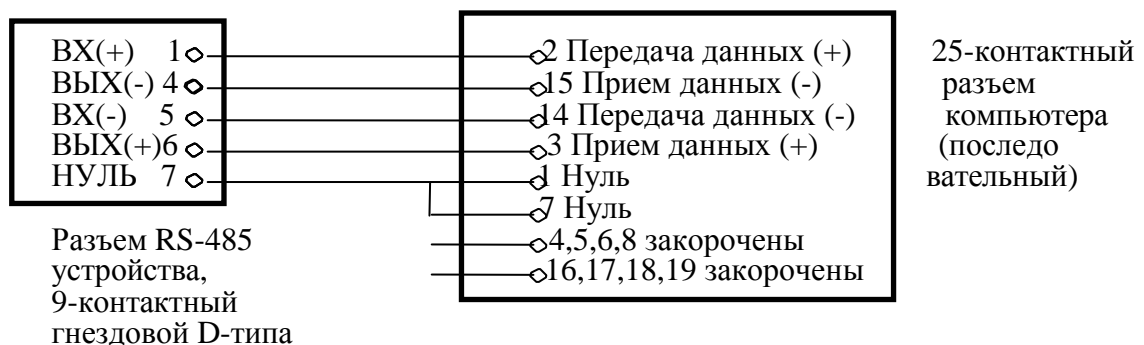 ВХ(+) 1
ВЫХ(-) 4
ВХ(-) 5
ВЫХ(+)6
НУЛЬ 7
Разъем RS-485
устройства,
9-контактный
гнездовой D-типа
2 Передача данных (+)
15 Прием данных (-)
14 Передача данных (-)
3 Прием данных (+)
1 Нуль
7 Нуль
4,5,6,8 закорочены
16,17,18,19 закорочены
25-контактный
разъем
компьютера
(последо
вательный)